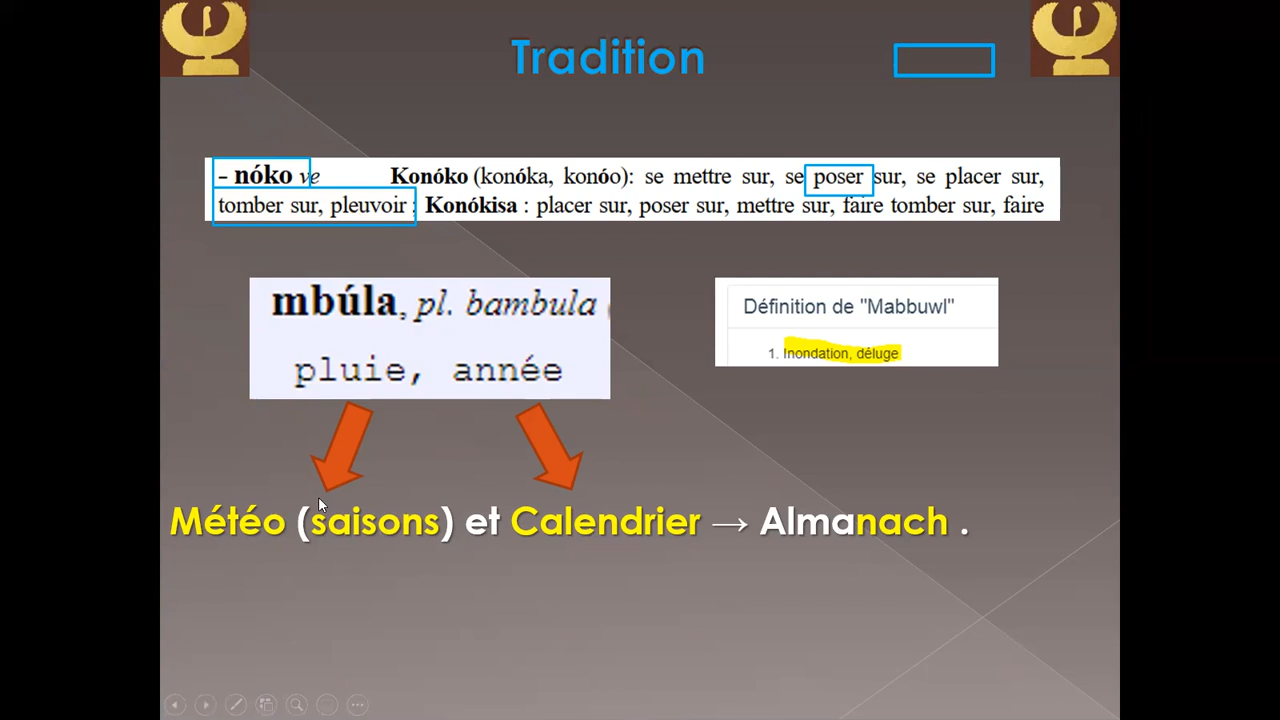 Tradition
- nóko ve Konóko (konóka, konóo): se mettre sur, se poser sur, se placer sur,
tomber sur, pleuvoir ; Konókisa : placer sur, poser sur, mettre sur, faire tomber sur, faire
mbúla, pl. bambula
pluie, année
Définition de "Mabbuwl"
1. Inondation, déluge
Météo (saisons) et Calendrier → Almanach .